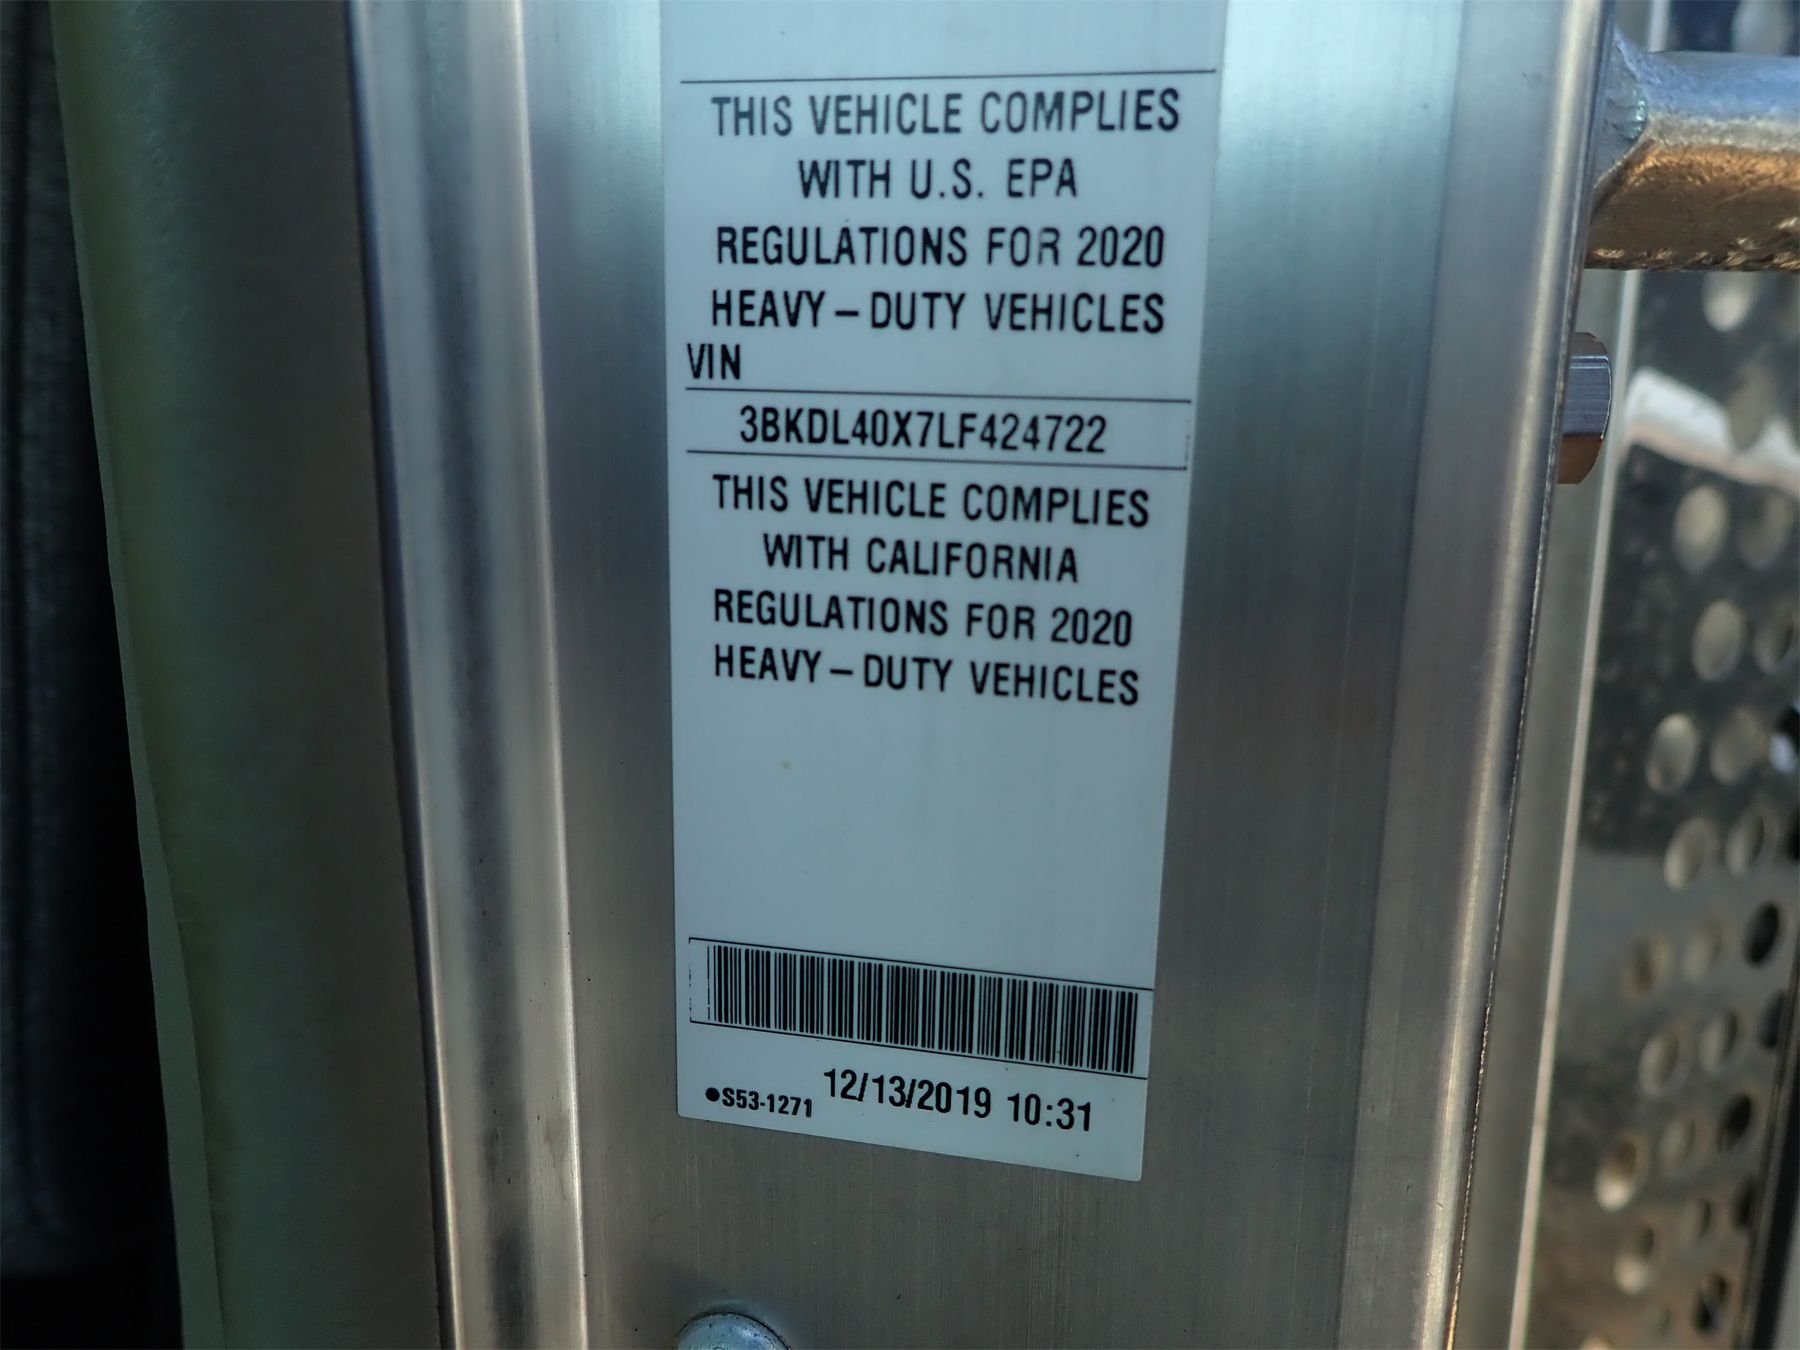 THIS VEHICLE COMPLIES
WITH U.S. EPA
REGULATIONS FOR 2020
HEAVY – DUTY VEHICLES
VIN
3BKDL40X7LF424722
THIS VEHICLE COMPLIES
WITH CALIFORNIA
REGULATIONS FOR 2020
HEAVY – DUTY VEHICLES
●S53-1271 12/13/2019 10:31